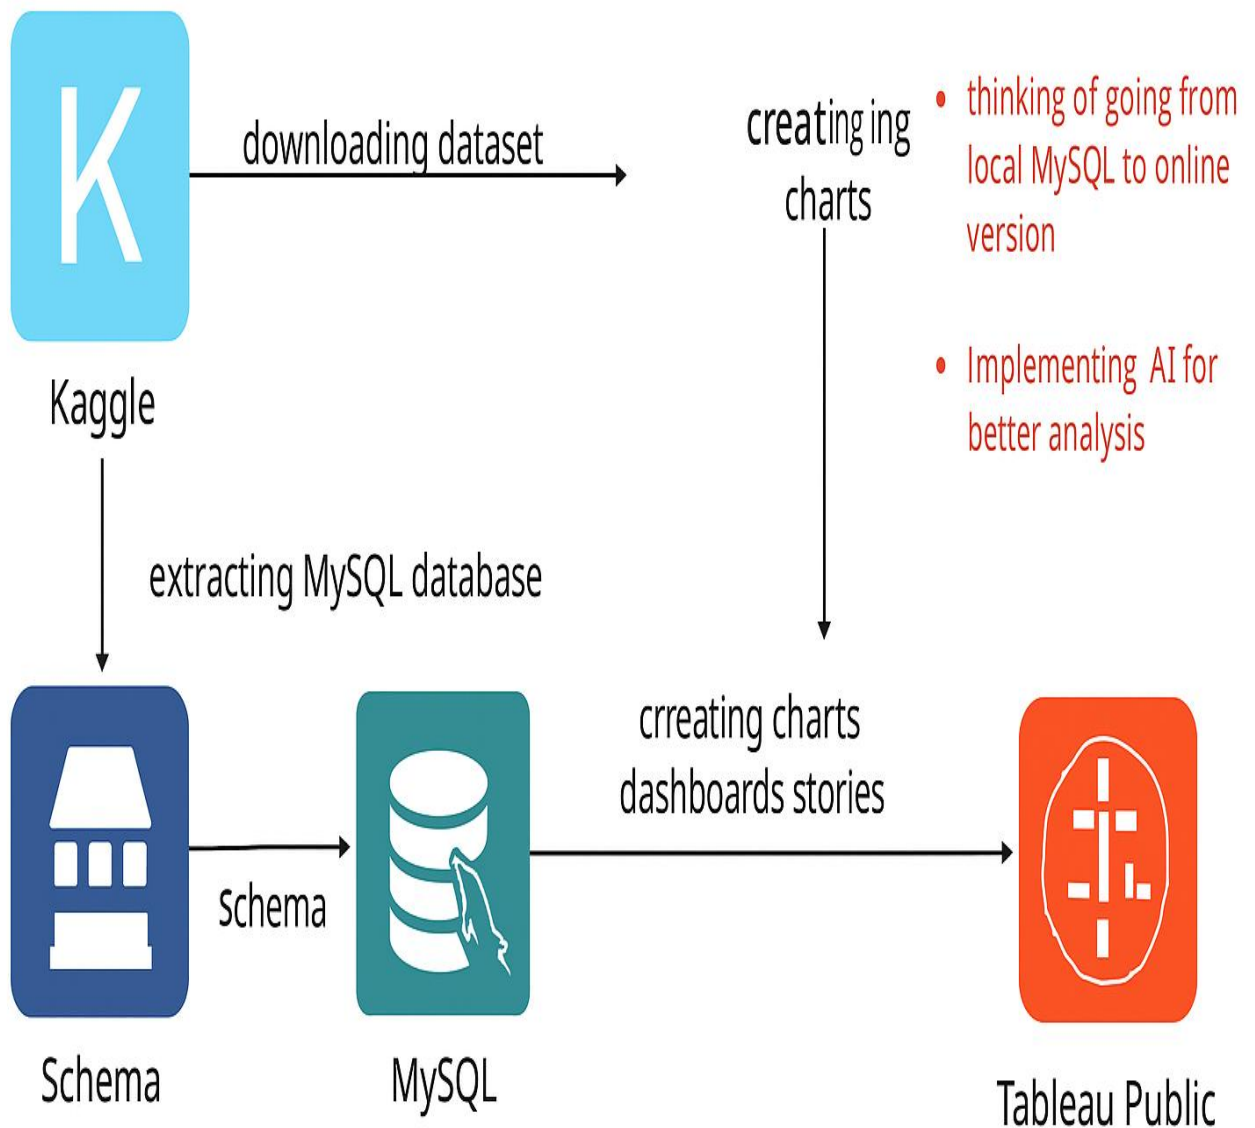 K
downloading dataset
creating ing
charts
• thinking of going from
local MySQL to online
version
• Implementing AI for
better analysis
Kaggle
extracting MySQL database
crreating charts
dashboards stories
Schema
Schema
MySQL
Tableau Public